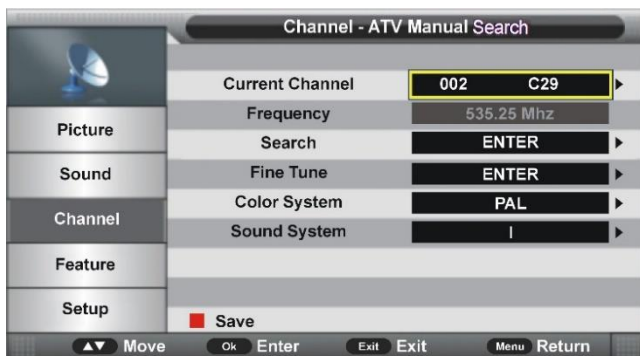 Channel - ATV Manual Search
Current Channel 002 C29
Frequency 535.25 Mhz
Search ENTER
Fine Tune ENTER
Color System PAL
Sound System I
Picture
Sound
Channel
Feature
Setup
Save
Move Ok Enter Exit Exit Menu Return